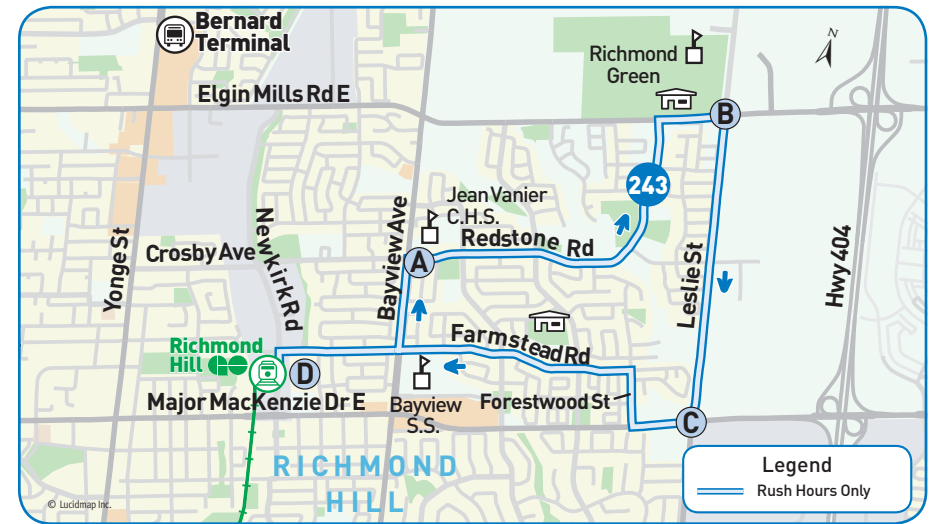 Bernard
Terminal
Richmond
Green
N
Elgin Mills Rd E
B
243
Jean Vanier
C.H.S.
Redstone Rd
A
Bayview Ave
Newkirk Rd
Crosby Ave
Yonge St
Leslie St
Hwy 404
Richmond
Hill
D
Farmstead Rd
Major MacKenzie Dr E
Bayview
S.S.
Forestwood St
C
RICHMOND
HILL
Legend
Rush Hours Only
© Lucidmap Inc.